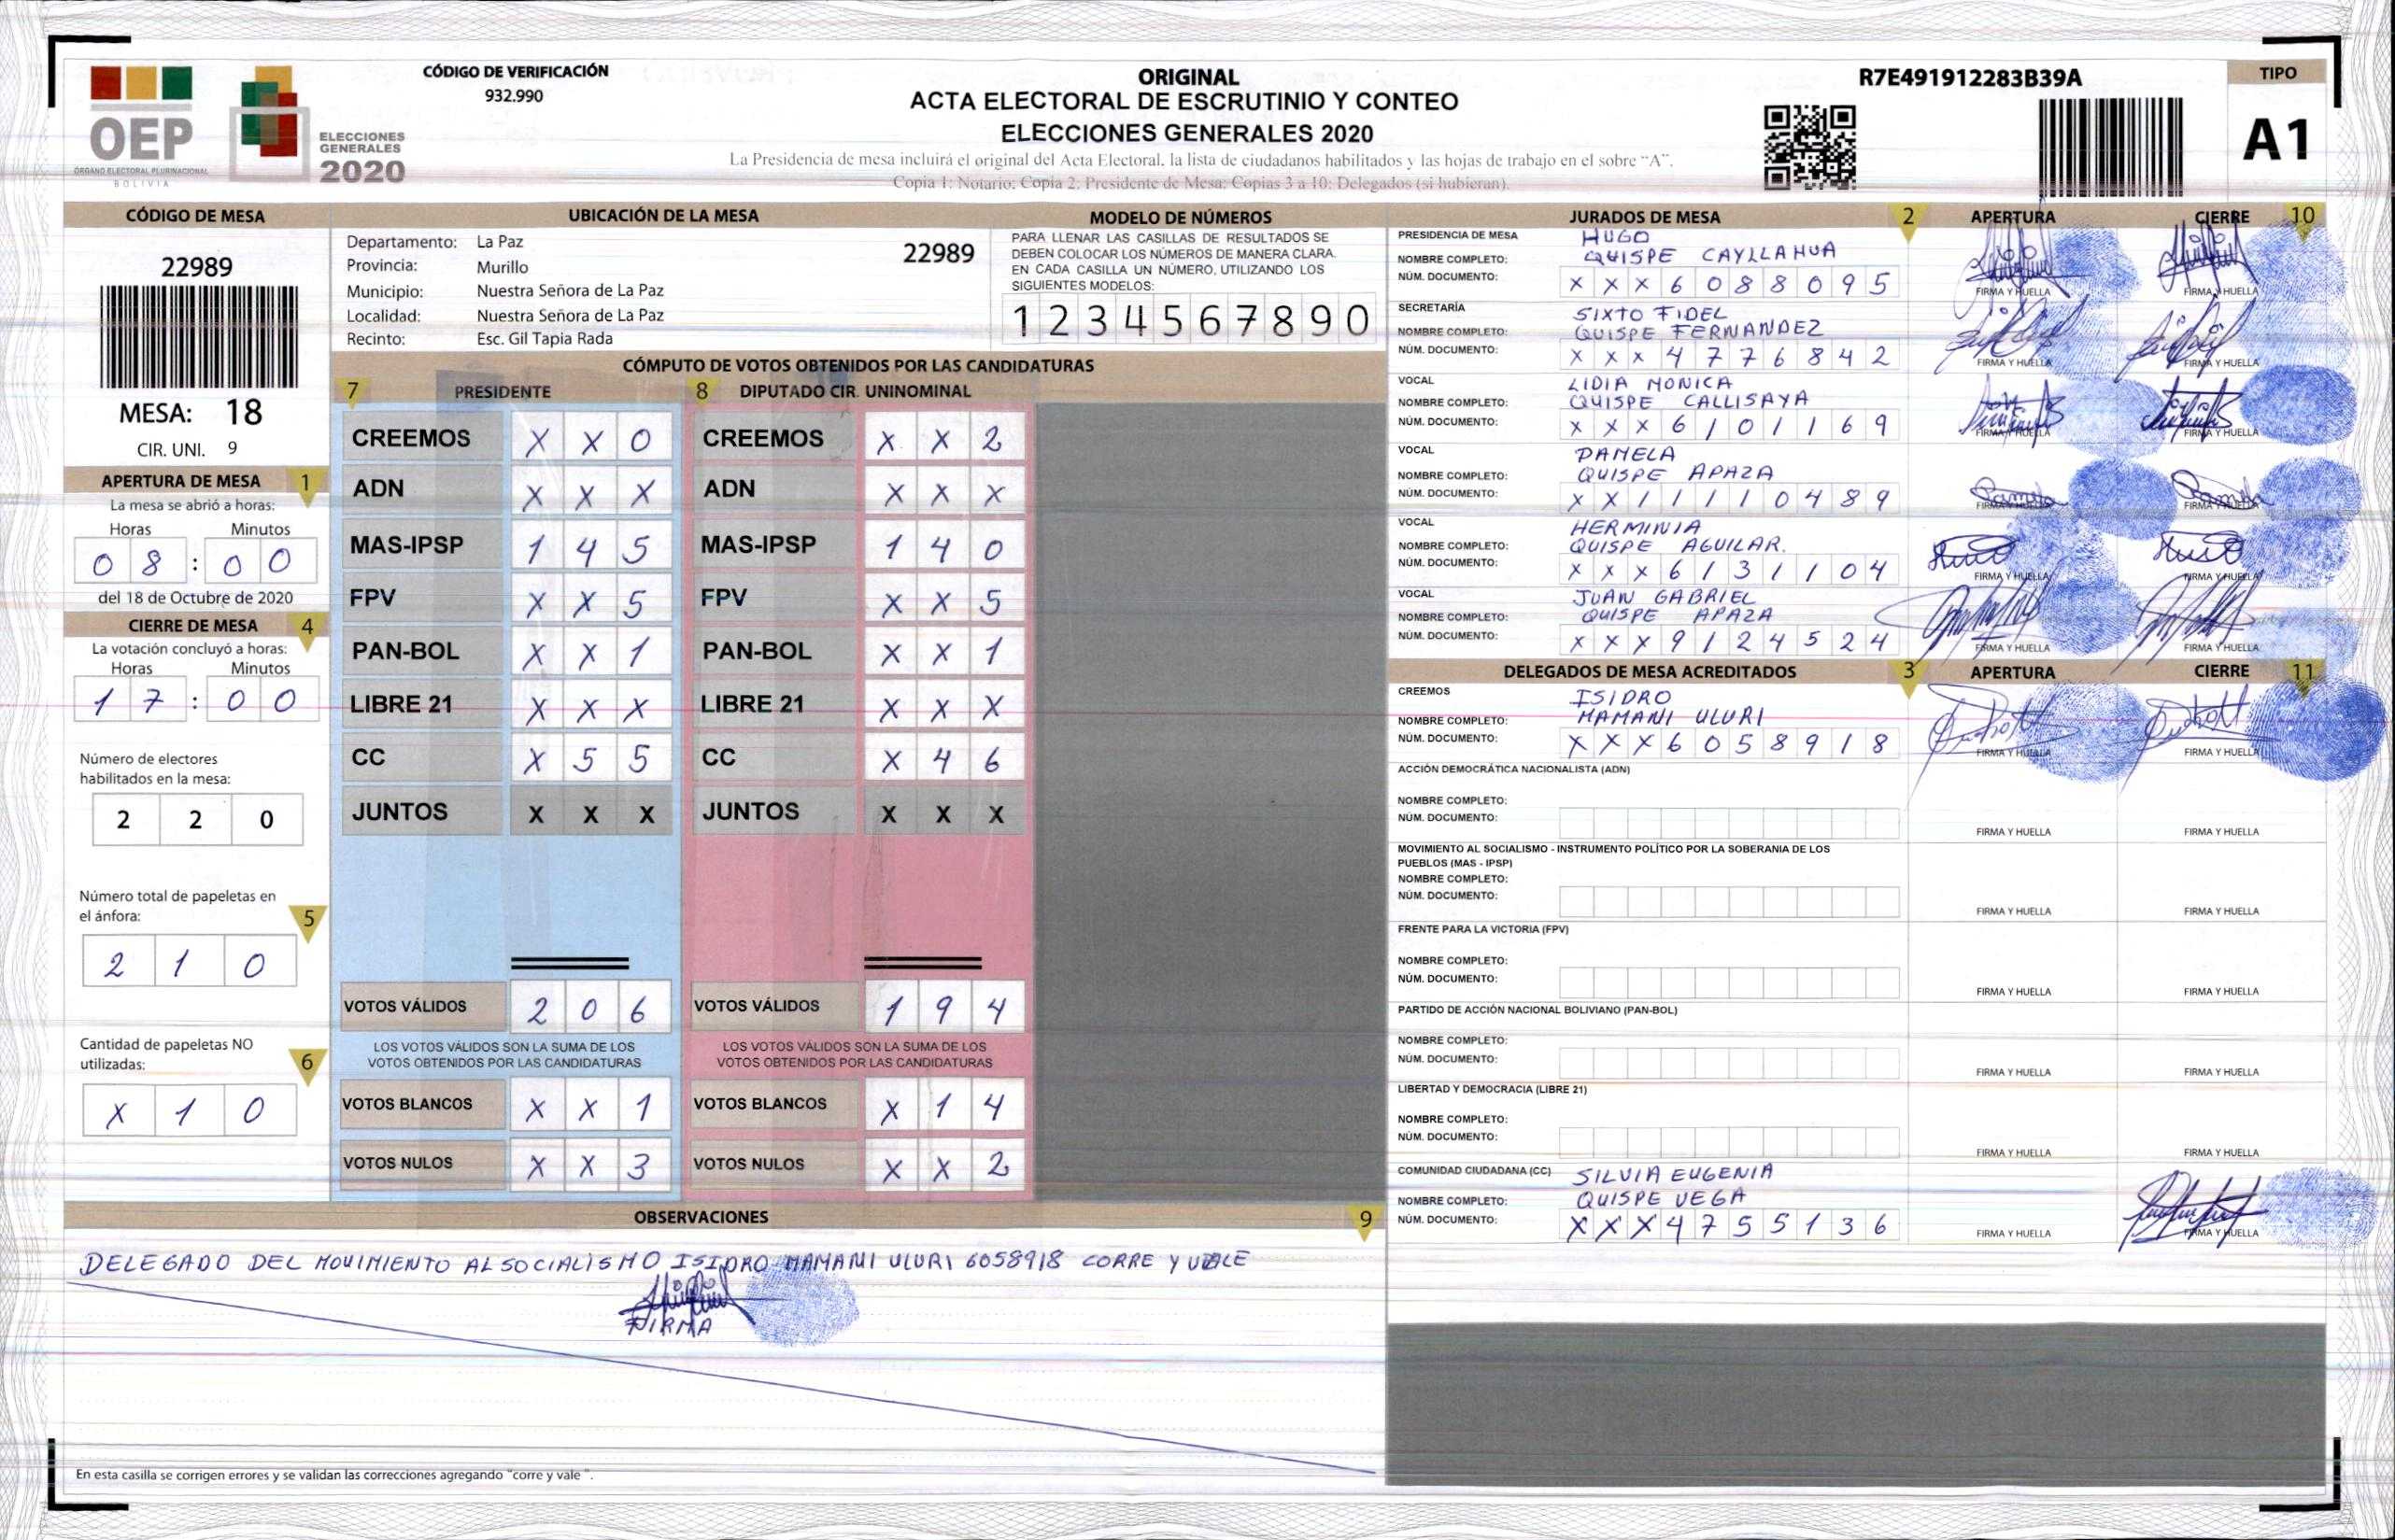 OEP
ÓRGANO ELECTORAL PLURINACIONAL
BOLIVIA
ELECCIONES
GENERALES
2020
CÓDIGO DE VERIFICACIÓN
932.990
ORIGINAL
ACTA ELECTORAL DE ESCRUTINIO Y CONTEO
ELECCIONES GENERALES 2020
La Presidencia de mesa incluirá el original del Acta Electoral, la lista de ciudadanos habilitados y las hojas de trabajo en el sobre "A".
Copia 1: Notario; Copia 2: Presidente de Mesa; Copias 3 a 10: Delegados (si hubieran).
R7E491912283B39A
TIPO
A1
CÓDIGO DE MESA
22989
MESA: 18
CIR. UNI. 9
APERTURA DE MESA 1
La mesa se abrió a horas:
Horas Minutos
0 8 : 0 0
del 18 de Octubre de 2020
CIERRE DE MESA 4
La votación concluyó a horas:
Horas Minutos
1 7 : 0 0
Número de electores
habilitados en la mesa:
2 2 0
Número total de papeletas en
el ánfora: 5
2 1 0
Cantidad de papeletas NO
utilizadas: 6
X 1 0
UBICACIÓN DE LA MESA
Departamento: La Paz 22989
Provincia: Murillo
Municipio: Nuestra Señora de La Paz
Localidad: Nuestra Señora de La Paz
Recinto: Esc. Gil Tapia Rada
MODELO DE NÚMEROS
PARA LLENAR LAS CASILLAS DE RESULTADOS SE
DEBEN COLOCAR LOS NÚMEROS DE MANERA CLARA.
EN CADA CASILLA UN NÚMERO, UTILIZANDO LOS
SIGUIENTES MODELOS:
1 2 3 4 5 6 7 8 9 0
CÓMPUTO DE VOTOS OBTENIDOS POR LAS CANDIDATURAS
7 PRESIDENTE 8 DIPUTADO CIR. UNINOMINAL
CREEMOS X X 0 CREEMOS X X 2
ADN X X X ADN X X X
MAS-IPSP 1 4 5 MAS-IPSP 1 4 0
FPV X X 5 FPV X X 5
PAN-BOL X X 1 PAN-BOL X X 1
LIBRE 21 X X X LIBRE 21 X X X
CC X 5 5 CC X 4 6
JUNTOS X X X JUNTOS X X X
VOTOS VÁLIDOS 2 0 6 VOTOS VÁLIDOS 1 9 4
LOS VOTOS VÁLIDOS SON LA SUMA DE LOS LOS VOTOS VÁLIDOS SON LA SUMA DE LOS
VOTOS OBTENIDOS POR LAS CANDIDATURAS VOTOS OBTENIDOS POR LAS CANDIDATURAS
VOTOS BLANCOS X X 1 VOTOS BLANCOS X 1 4
VOTOS NULOS X X 3 VOTOS NULOS X X 2
OBSERVACIONES 9
DELEGADO DEL MOVIMIENTO AL SOCIALISMO ISIDRO MAMANI ULURI 6058918 CORRE Y VALE
FIRMA
En esta casilla se corrigen errores y se validan las correcciones agregando "corre y vale".
JURADOS DE MESA 2 APERTURA CIERRE 10
PRESIDENCIA DE MESA HUGO
NOMBRE COMPLETO: QUISPE CAYLLAHUA
NÚM. DOCUMENTO: X X X 6 0 8 8 0 9 5 FIRMA Y HUELLA FIRMA Y HUELLA
SECRETARÍA SIXTO FIDEL
NOMBRE COMPLETO: QUISPE FERNANDEZ
NÚM. DOCUMENTO: X X X 4 7 7 6 8 4 2 FIRMA Y HUELLA FIRMA Y HUELLA
VOCAL LIDIA MONICA
NOMBRE COMPLETO: QUISPE CALLISAYA
NÚM. DOCUMENTO: X X X 6 1 0 1 1 6 9 FIRMA Y HUELLA FIRMA Y HUELLA
VOCAL PAMELA
NOMBRE COMPLETO: QUISPE APAZA
NÚM. DOCUMENTO: X X 1 1 1 1 0 4 8 9 FIRMA Y HUELLA FIRMA Y HUELLA
VOCAL HERMINIA
NOMBRE COMPLETO: QUISPE AGUILAR.
NÚM. DOCUMENTO: X X X 6 1 3 1 1 0 4 FIRMA Y HUELLA FIRMA Y HUELLA
VOCAL JUAN GABRIEL
NOMBRE COMPLETO: QUISPE APAZA
NÚM. DOCUMENTO: X X X 9 1 2 4 5 2 4 FIRMA Y HUELLA FIRMA Y HUELLA
DELEGADOS DE MESA ACREDITADOS 3 APERTURA CIERRE 11
CREEMOS ISIDRO
NOMBRE COMPLETO: MAMANI ULURI
NÚM. DOCUMENTO: X X X 6 0 5 8 9 1 8 FIRMA Y HUELLA FIRMA Y HUELLA
ACCIÓN DEMOCRÁTICA NACIONALISTA (ADN)
NOMBRE COMPLETO:
NÚM. DOCUMENTO: FIRMA Y HUELLA FIRMA Y HUELLA
MOVIMIENTO AL SOCIALISMO - INSTRUMENTO POLÍTICO POR LA SOBERANIA DE LOS
PUEBLOS (MAS - IPSP)
NOMBRE COMPLETO:
NÚM. DOCUMENTO: FIRMA Y HUELLA FIRMA Y HUELLA
FRENTE PARA LA VICTORIA (FPV)
NOMBRE COMPLETO:
NÚM. DOCUMENTO: FIRMA Y HUELLA FIRMA Y HUELLA
PARTIDO DE ACCIÓN NACIONAL BOLIVIANO (PAN-BOL)
NOMBRE COMPLETO:
NÚM. DOCUMENTO: FIRMA Y HUELLA FIRMA Y HUELLA
LIBERTAD Y DEMOCRACIA (LIBRE 21)
NOMBRE COMPLETO:
NÚM. DOCUMENTO: FIRMA Y HUELLA FIRMA Y HUELLA
COMUNIDAD CIUDADANA (CC) SILVIA EUGENIA
NOMBRE COMPLETO: QUISPE VEGA
NÚM. DOCUMENTO: X X X 4 7 5 5 1 3 6 FIRMA Y HUELLA FIRMA Y HUELLA